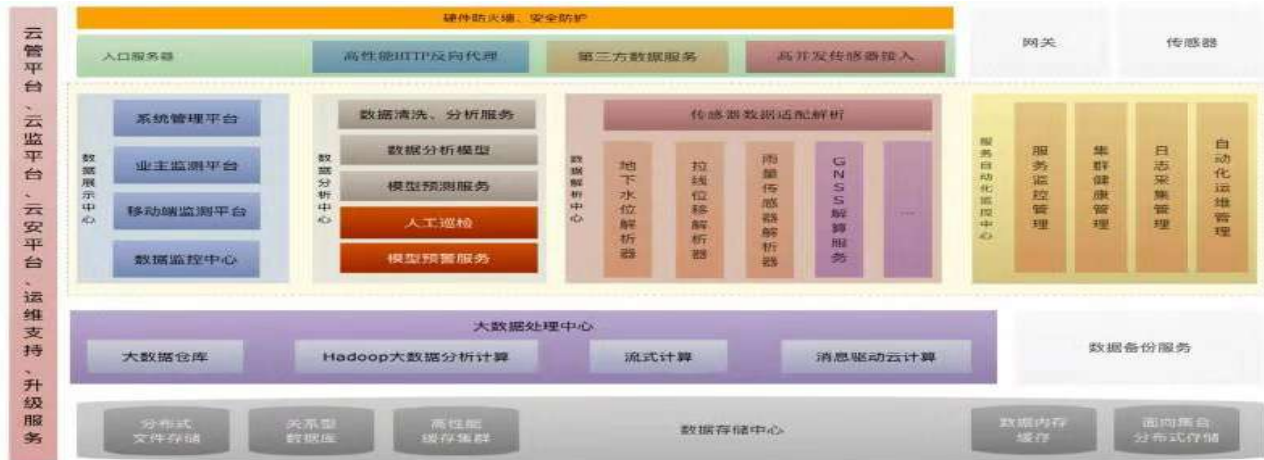 云管平台、云监平台、云安平台、运维支持、升级服务
硬件防火墙、安全防护
入口服务器
高性能HTTP反向代理
第三方数据服务
高并发传感器接入
网关
传感器
数据展示中心
系统管理平台
业主监测平台
移动端监测平台
数据监控中心
数据分析中心
数据清洗、分析服务
数据分析模型
模型预测服务
人工巡检
模型预警服务
数据解析中心
传感器数据适配解析
地下水位解析器
拉线位移解析器
雨量传感器解析器
GNSS解算服务
...
服务自动化监控中心
服务监控管理
集群健康管理
日志采集管理
自动化运维管理
大数据处理中心
大数据仓库
Hadoop大数据分析计算
流式计算
消息驱动云计算
数据备份服务
分布式
文件存储
关系型
数据库
高性能
缓存集群
数据存储中心
数据内存
缓存
面向集合
分布式存储